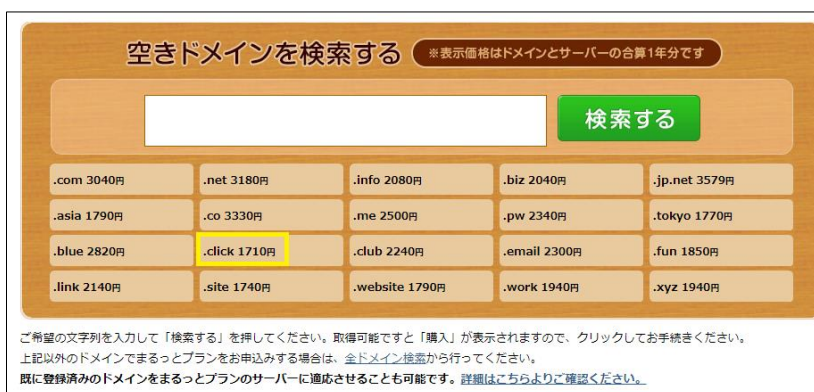 空きドメインを検索する ※表示価格はドメインとサーバーの合算1年分です
検索する
.com 3040円 .net 3180円 .info 2080円 .biz 2040円 .jp.net 3579円
.asia 1790円 .co 3330円 .me 2500円 .pw 2340円 .tokyo 1770円
.blue 2820円 .click 1710円 .club 2240円 .email 2300円 .fun 1850円
.link 2140円 .site 1740円 .website 1790円 .work 1940円 .xyz 1940円
ご希望の文字列を入力して「検索する」を押してください。取得可能ですと「購入」が表示されますので、クリックしてお手続きください。
上記以外のドメインでまるっとプランをお申込みする場合は、全ドメイン検索から行ってください。
既に登録済みのドメインをまるっとプランのサーバーに適応させることも可能です。詳細はこちらよりご確認ください。